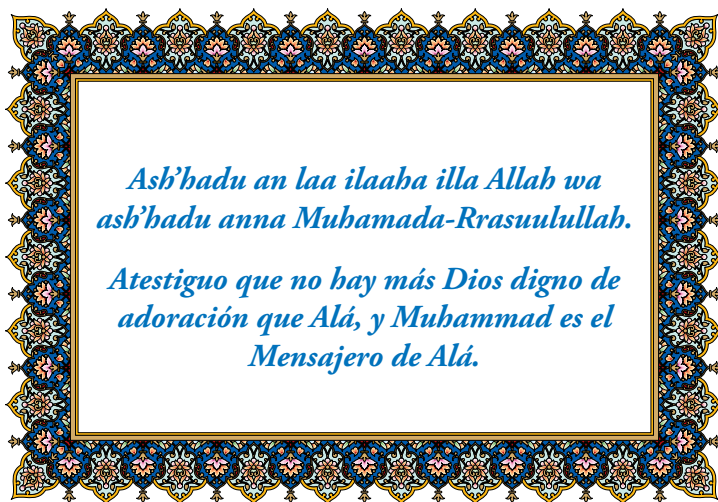 Ash’hadu an laa ilaaha illa Allah wa
ash’hadu anna Muhamada-Rrasuulullah.
Atestiguo que no hay más Dios digno de
adoración que Alá, y Muhammad es el
Mensajero de Alá.